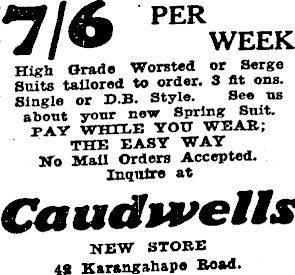 7/6 PER
WEEK
High Grade Worsted or Serge
Suits tailored to order. 3 fit ons.
Single or D.B. Style. See us
about your new Spring Suit.
PAY WHILE YOU WEAR;
THE EASY WAY
No Mail Orders Accepted.
Inquire at
Caudwells
NEW STORE
42 Karangahape Road.